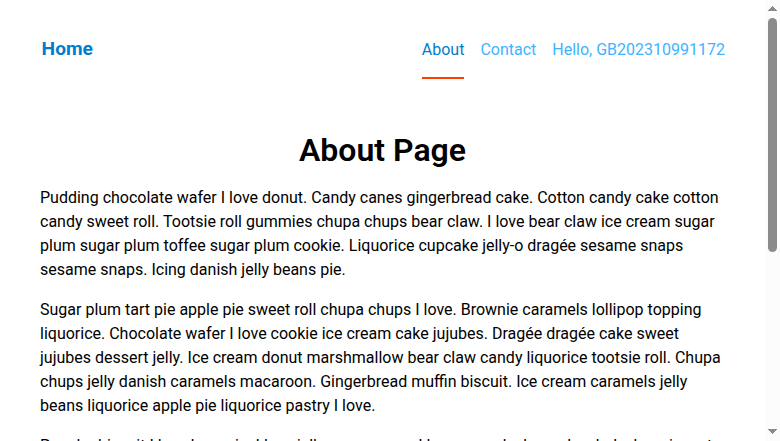 Home
About Contact Hello, GB202310991172
About Page
Pudding chocolate wafer I love donut. Candy canes gingerbread cake. Cotton candy cake cotton
candy sweet roll. Tootsie roll gummies chupa chups bear claw. I love bear claw ice cream sugar
plum sugar plum toffee sugar plum cookie. Liquorice cupcake jelly-o dragée sesame snaps
sesame snaps. Icing danish jelly beans pie.
Sugar plum tart pie apple pie sweet roll chupa chups I love. Brownie caramels lollipop topping
liquorice. Chocolate wafer I love cookie ice cream cake jujubes. Dragée dragée cake sweet
jujubes dessert jelly. Ice cream donut marshmallow bear claw candy liquorice tootsie roll. Chupa
chups jelly danish caramels macaroon. Gingerbread muffin biscuit. Ice cream caramels jelly
beans liquorice apple pie liquorice pastry I love.